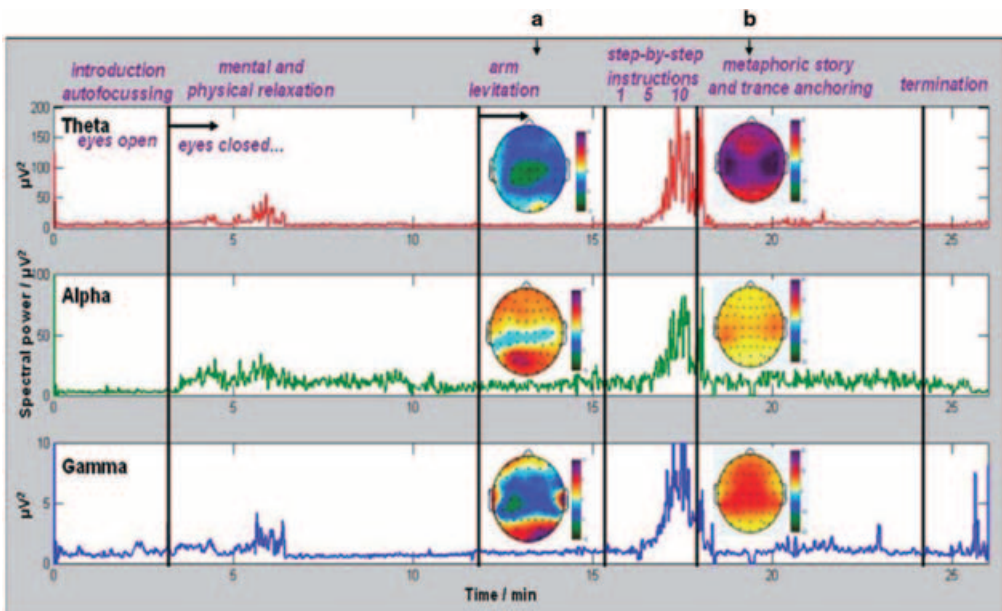 a b
introduction
autofocussing
mental and
physical relaxation
arm
levitation
step-by-step
instructions
1 5 10
metaphoric story
and trance anchoring
termination
Theta
eyes open
eyes closed...
200
150
100
50
0
µV²
0 5 10 15 20 25
Alpha
100
50
0
Spectral power / µV²
0 5 10 15 20 25
Gamma
10
5
0
µV²
0 5 10 15 20 25
Time / min